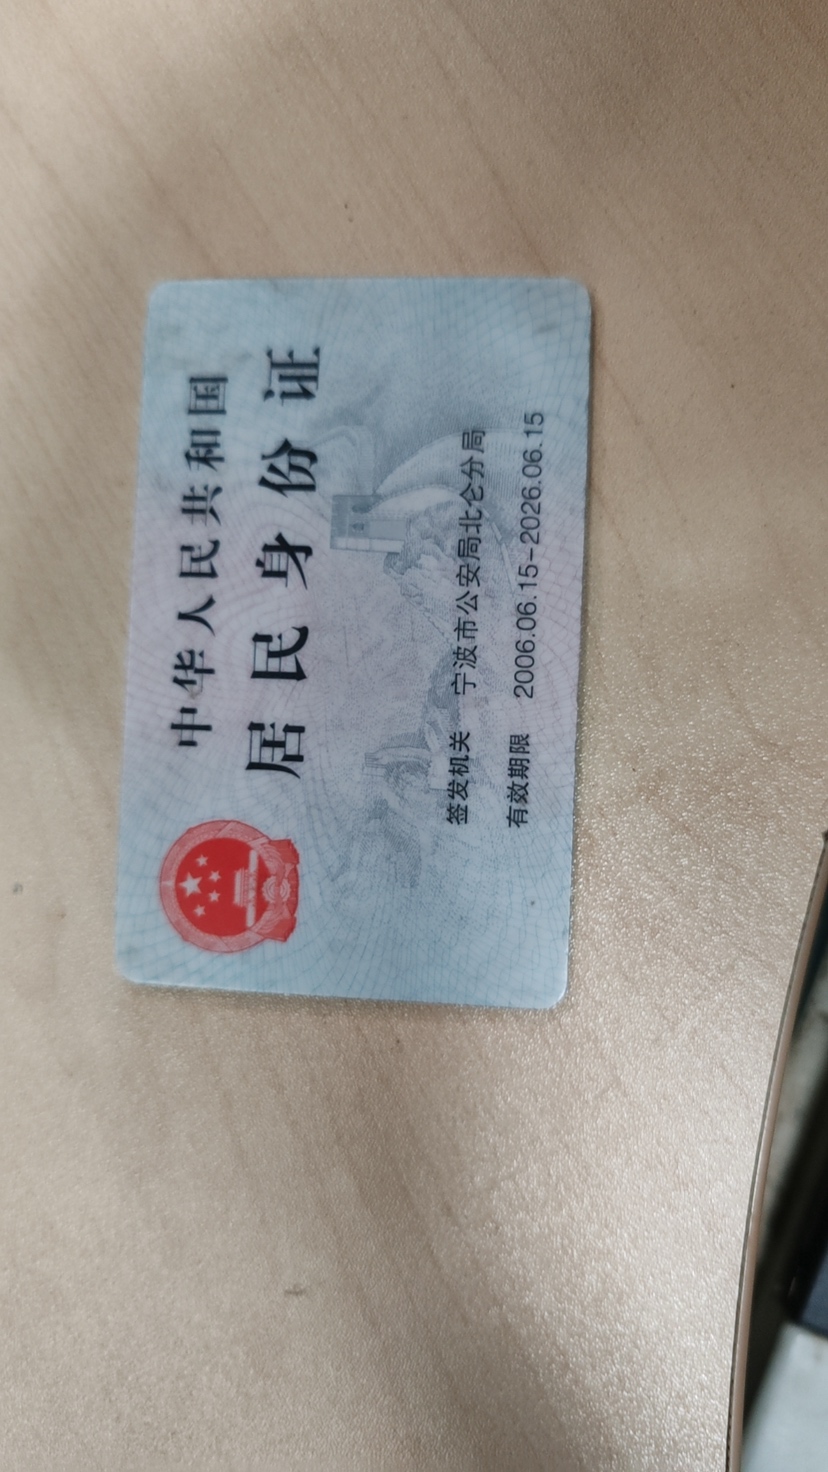 中华人民共和国
居民身份证
签发机关 宁波市公安局北仑分局
有效期限 2006.06.15-2026.06.15